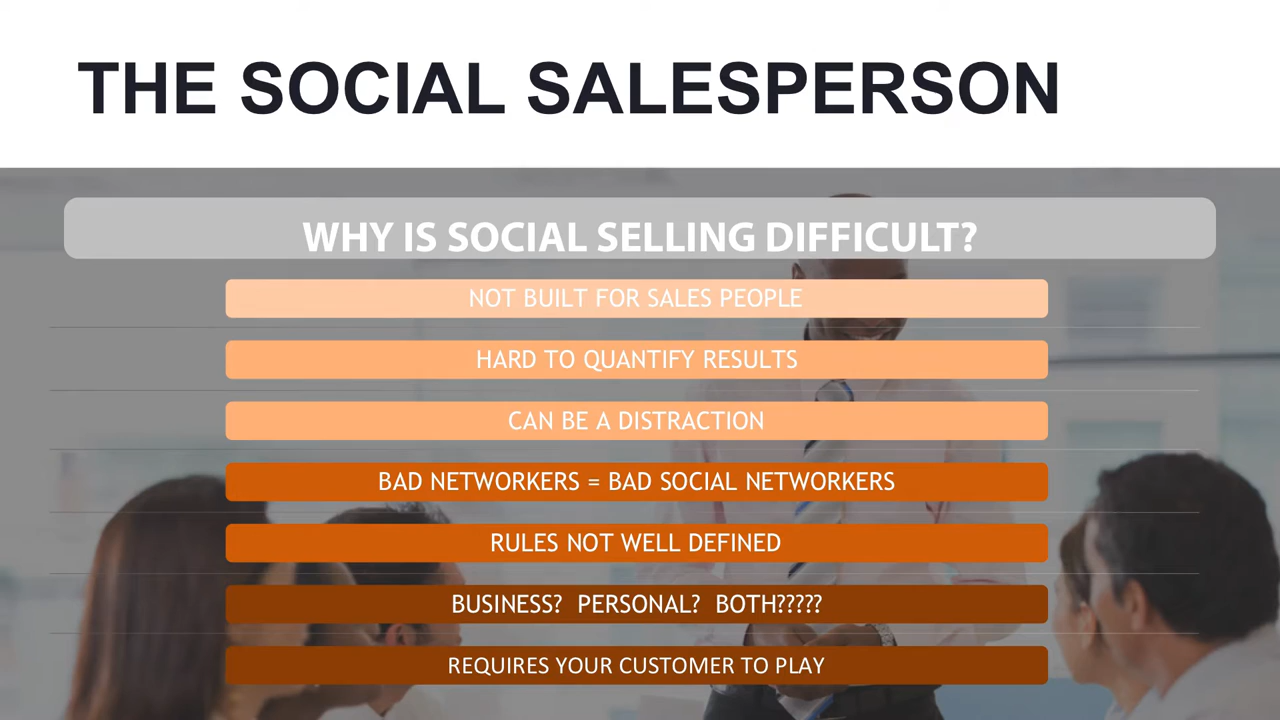 THE SOCIAL SALESPERSON
WHY IS SOCIAL SELLING DIFFICULT?
NOT BUILT FOR SALES PEOPLE
HARD TO QUANTIFY RESULTS
CAN BE A DISTRACTION
BAD NETWORKERS = BAD SOCIAL NETWORKERS
RULES NOT WELL DEFINED
BUSINESS?  PERSONAL?  BOTH?????
REQUIRES YOUR CUSTOMER TO PLAY